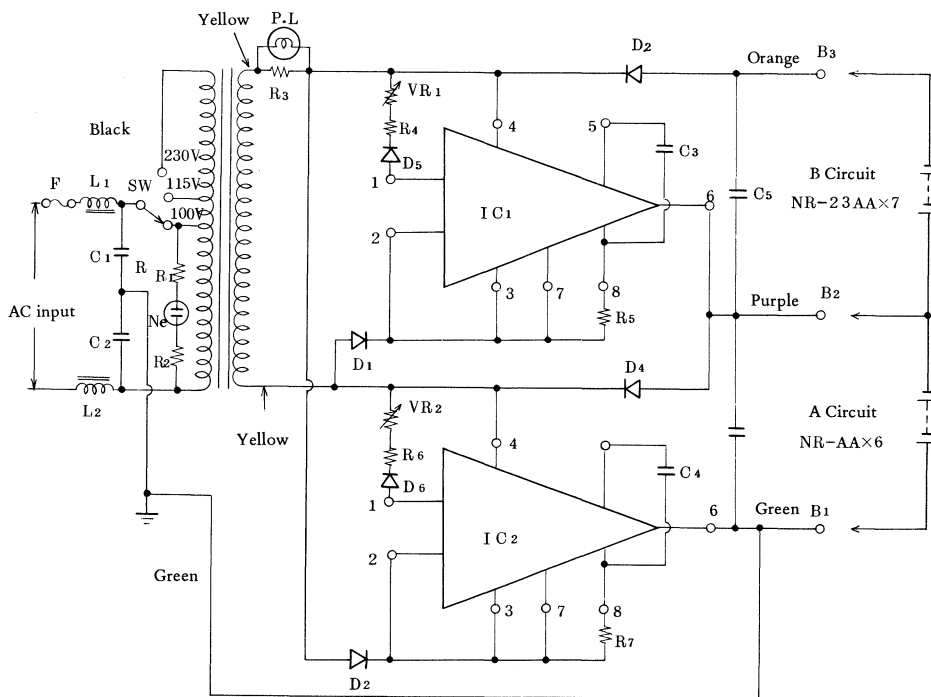 Yellow
P.L
R3
D2
Orange
B3
VR1
R4
D5
4
5
C3
1
2
IC1
6
C5
B Circuit
NR-23AA×7
3
7
8
R5
Purple
B2
Black
230V
115V
100V
F
L1
SW
C1
R
R1
Ne
AC input
C2
R2
L2
D1
D4
Yellow
VR2
R6
D6
4
C4
A Circuit
NR-AA×6
1
2
IC2
6
Green
B1
3
7
8
R7
D2
Green